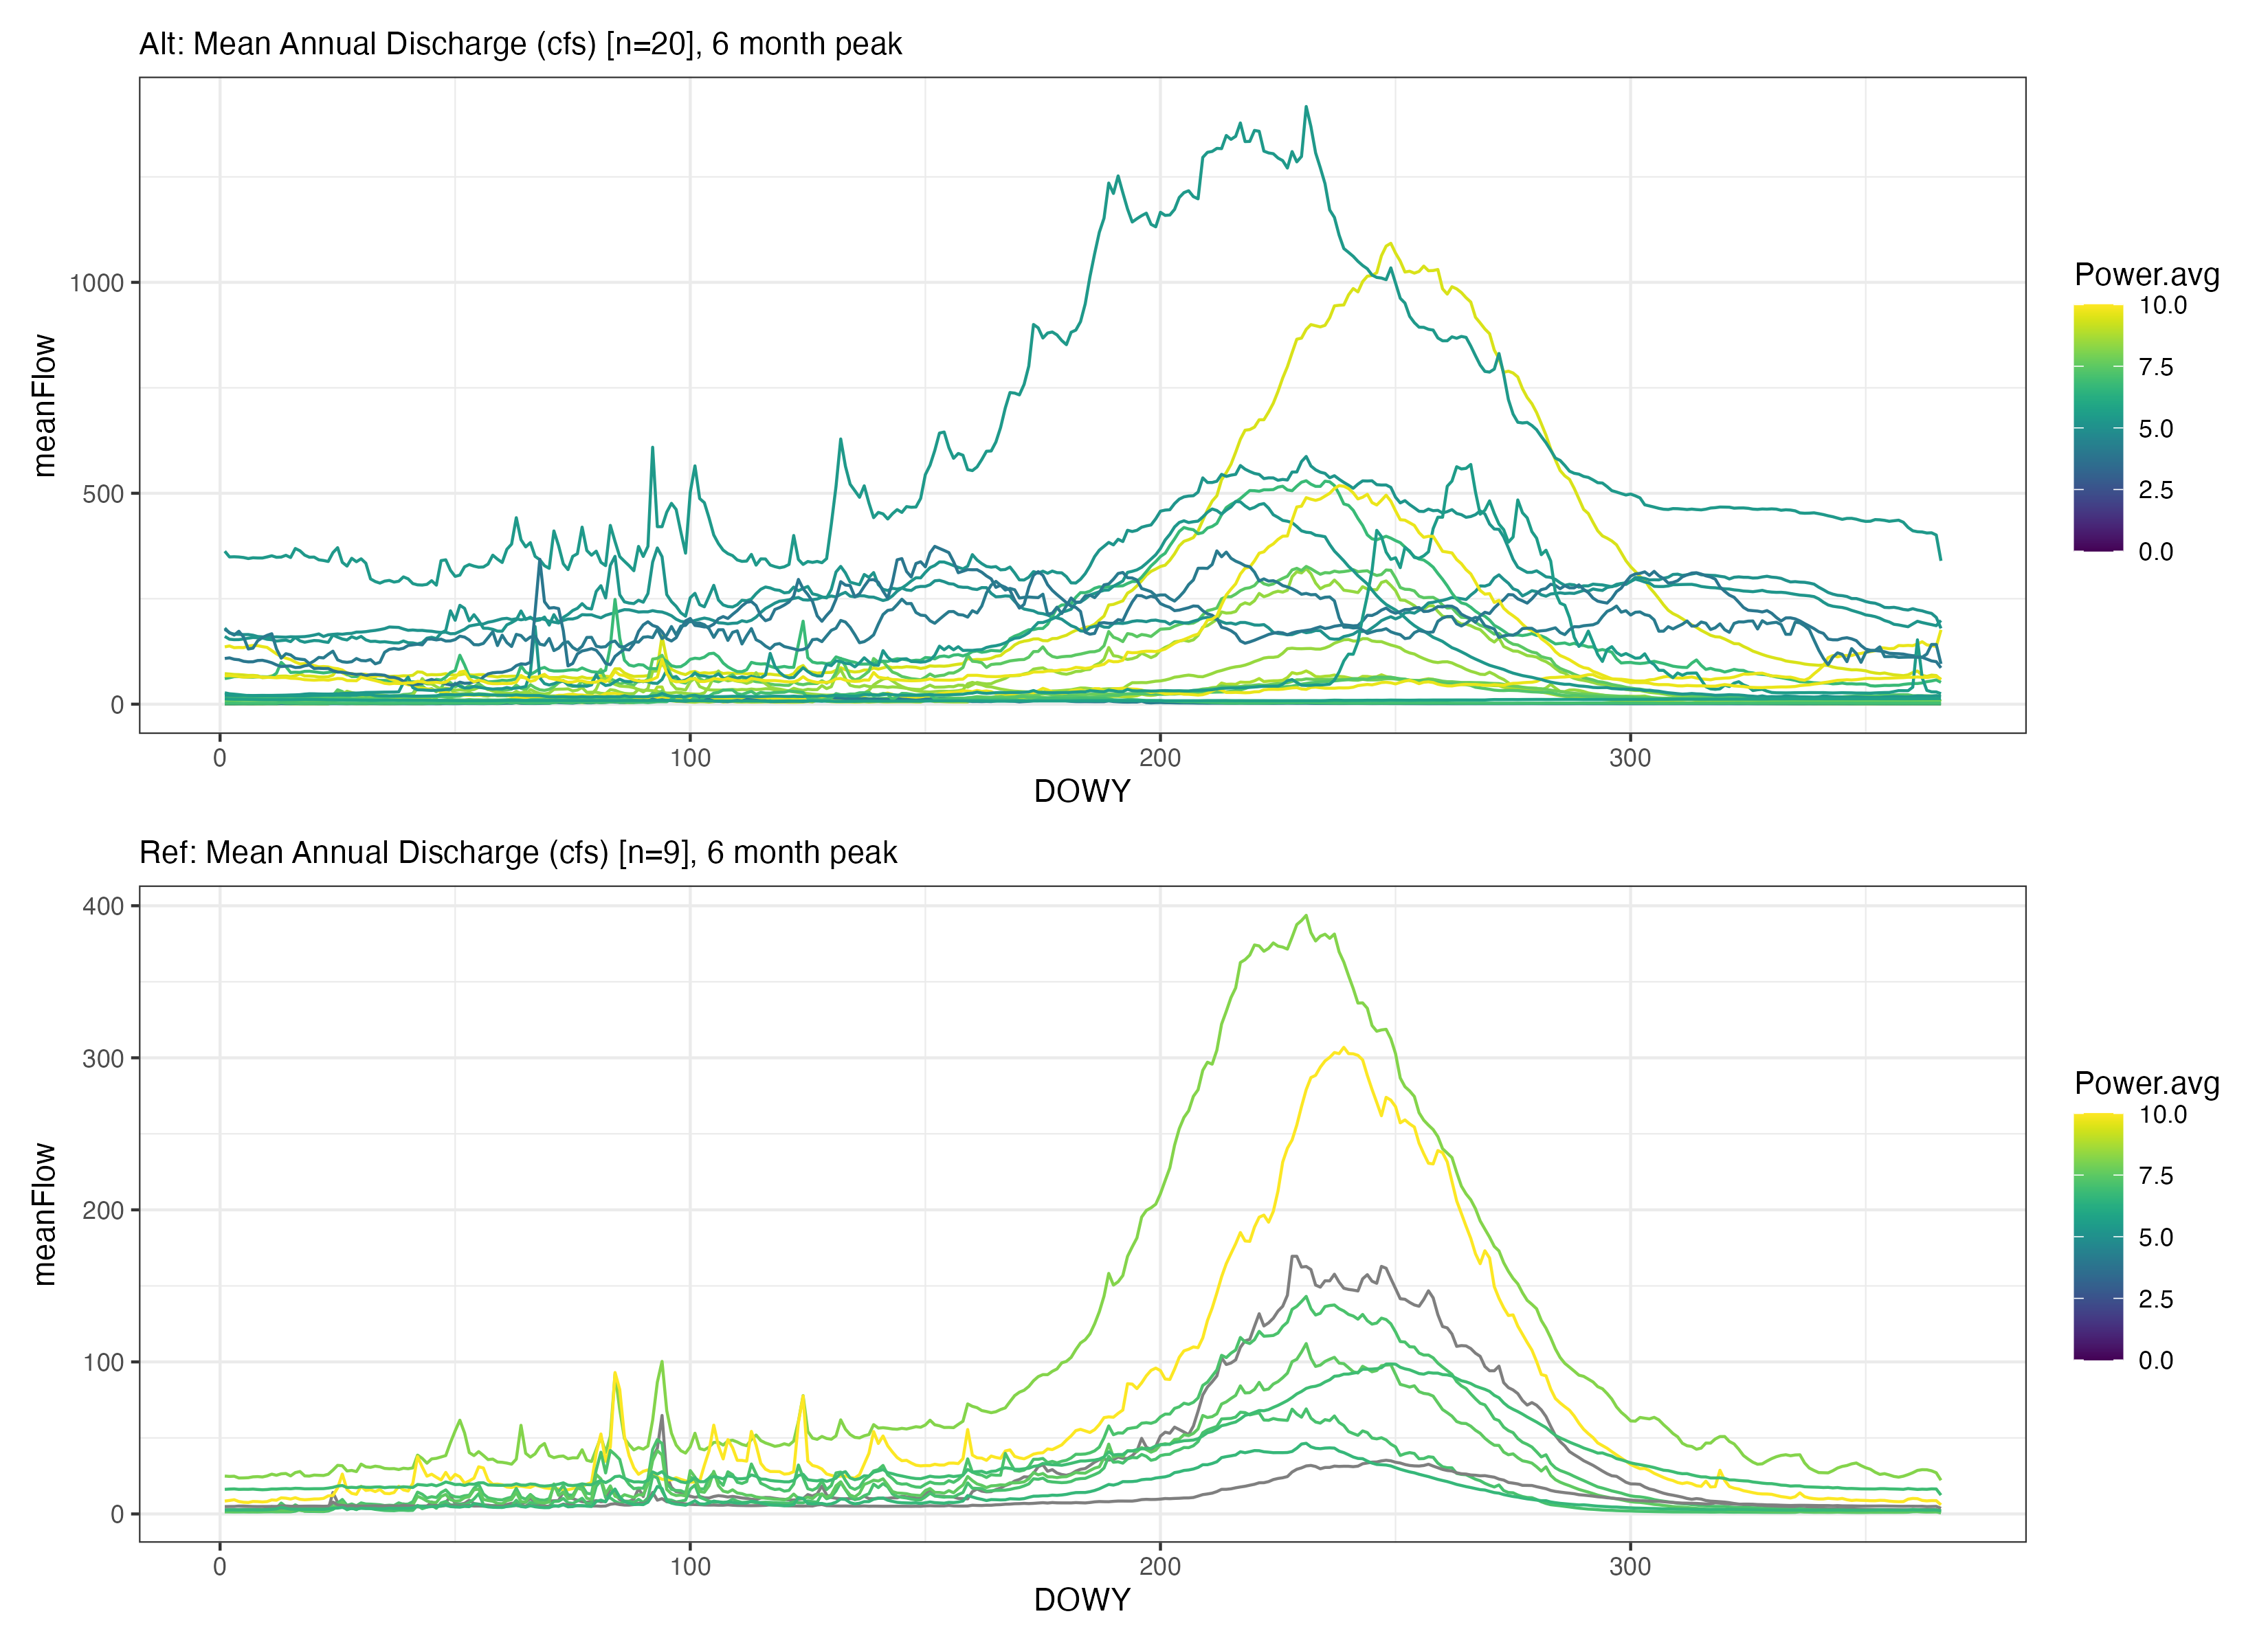 Alt: Mean Annual Discharge (cfs) [n=20], 6 month peak
meanFlow
1000
500
0
0 100 200 300
DOWY
Power.avg
10.0
7.5
5.0
2.5
0.0
Ref: Mean Annual Discharge (cfs) [n=9], 6 month peak
meanFlow
400
300
200
100
0
0 100 200 300
DOWY
Power.avg
10.0
7.5
5.0
2.5
0.0